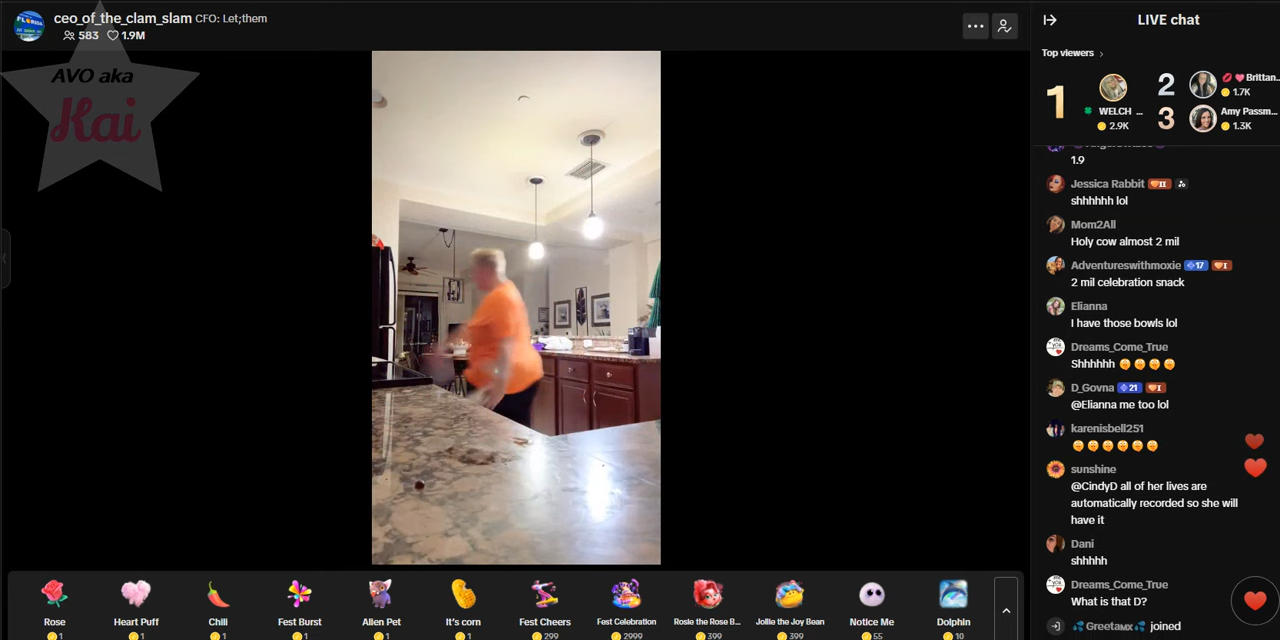 ceo_of_the_clam_slam CFO: Let;them
583 1.9M
AVO aka
Kai
LIVE chat
Top viewers
1
WELCH ...
2.9K
2
Brittan...
1.7K
3
Amy Passm...
1.3K
1.9
Jessica Rabbit II
shhhhhh lol
Mom2All
Holy cow almost 2 mil
Adventureswithmoxie 17 I
2 mil celebration snack
Elianna
I have those bowls lol
Dreams_Come_True
Shhhhhh
D_Govna 21 I
@Elianna me too lol
karenisbell251
sunshine
@CindyD all of her lives are
automatically recorded so she will
have it
Dani
shhhhh
Dreams_Come_True
What is that D?
Greetaмx joined
Rose
1
Heart Puff
1
Chili
1
Fest Burst
1
Alien Pet
1
It's corn
1
Fest Cheers
299
Fest Celebration
2999
Rosie the Rose B...
399
Jollie the Joy Bean
399
Notice Me
55
Dolphin
10